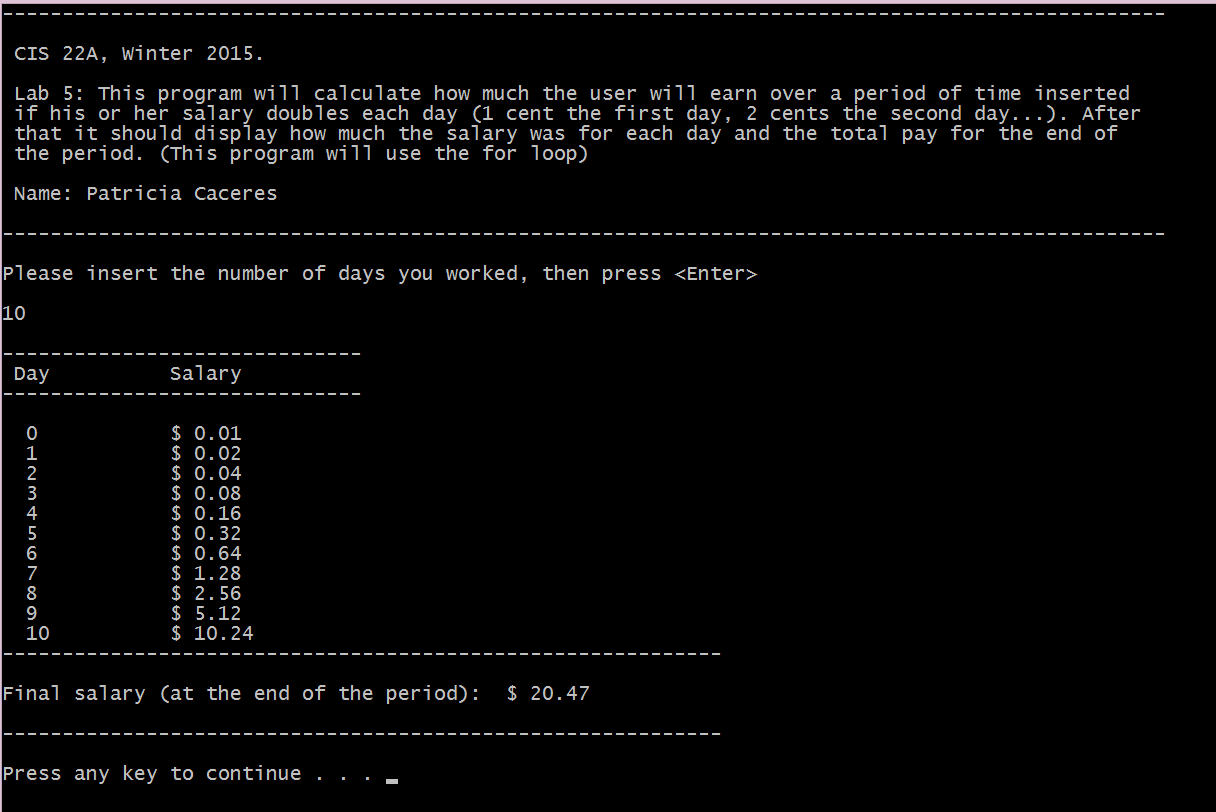 CIS 22A, Winter 2015.
Lab 5: This program will calculate how much the user will earn over a period of time inserted
if his or her salary doubles each day (1 cent the first day, 2 cents the second day...). After
that it should display how much the salary was for each day and the total pay for the end of
the period. (This program will use the for loop)
Name: Patricia Caceres
Please insert the number of days you worked, then press <Enter>
10
Day Salary
0 $ 0.01
1 $ 0.02
2 $ 0.04
3 $ 0.08
4 $ 0.16
5 $ 0.32
6 $ 0.64
7 $ 1.28
8 $ 2.56
9 $ 5.12
10 $ 10.24
Final salary (at the end of the period): $ 20.47
Press any key to continue . . . _